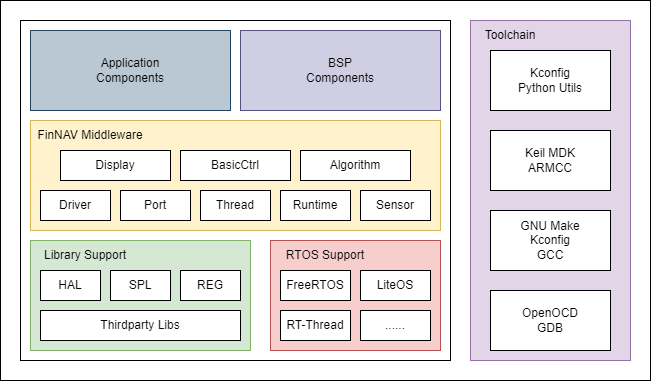 Application
Components
BSP
Components
FinNAV Middleware
Display
BasicCtrl
Algorithm
Driver
Port
Thread
Runtime
Sensor
Library Support
HAL
SPL
REG
Thirdparty Libs
RTOS Support
FreeRTOS
LiteOS
RT-Thread
......
Toolchain
Kconfig
Python Utils
Keil MDK
ARMCC
GNU Make
Kconfig
GCC
OpenOCD
GDB